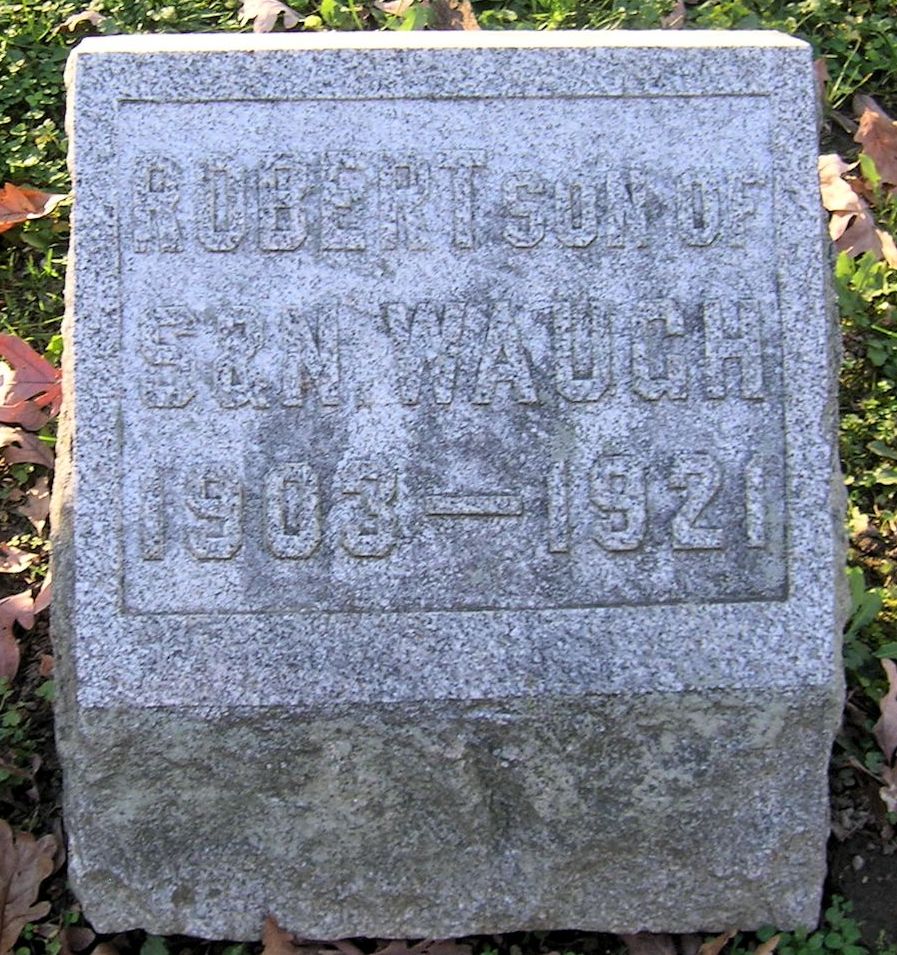 ROBERT SON OF
S & N. WAUGH
1903 — 1921